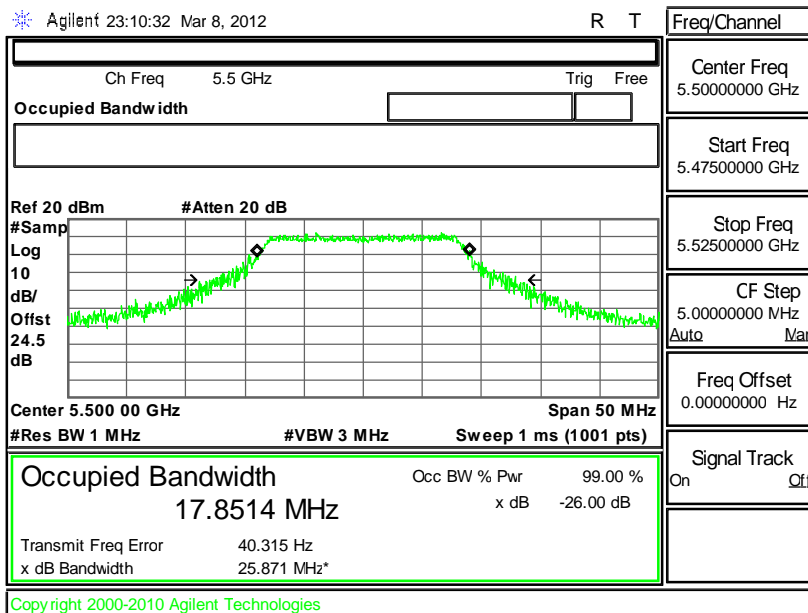 Agilent 23:10:32 Mar 8, 2012 R T
Ch Freq 5.5 GHz Trig Free
Occupied Bandwidth
Ref 20 dBm #Atten 20 dB
#Samp
Log
10
dB/
Offst
24.5
dB
Center 5.500 00 GHz Span 50 MHz
#Res BW 1 MHz #VBW 3 MHz Sweep 1 ms (1001 pts)
Occupied Bandwidth
17.8514 MHz
Occ BW % Pwr 99.00 %
x dB -26.00 dB
Transmit Freq Error 40.315 Hz
x dB Bandwidth 25.871 MHz*
Copyright 2000-2010 Agilent Technologies
Freq/Channel
Center Freq
5.50000000 GHz
Start Freq
5.47500000 GHz
Stop Freq
5.52500000 GHz
CF Step
5.00000000 MHz
Auto Man
Freq Offset
0.00000000 Hz
Signal Track
On Off